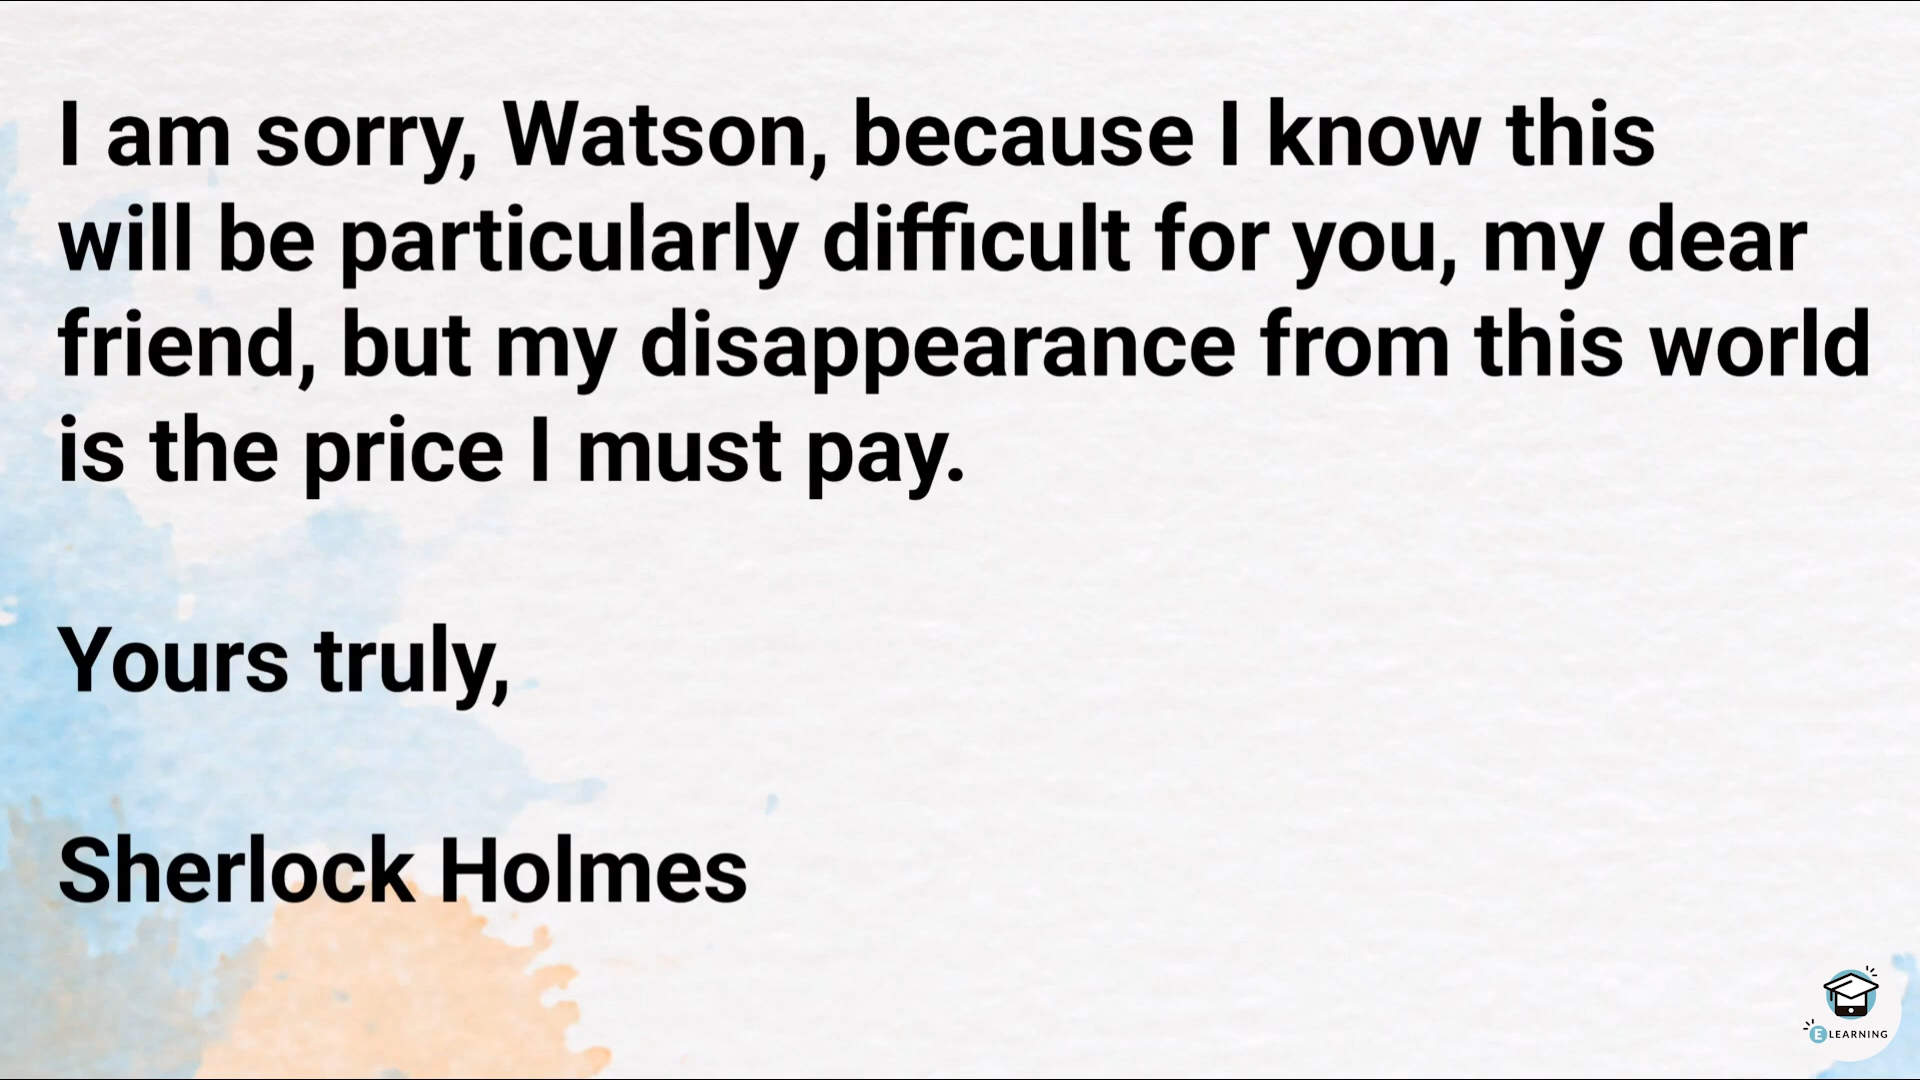 I am sorry, Watson, because I know this
will be particularly difficult for you, my dear
friend, but my disappearance from this world
is the price I must pay.
Yours truly,
Sherlock Holmes
E LEARNING